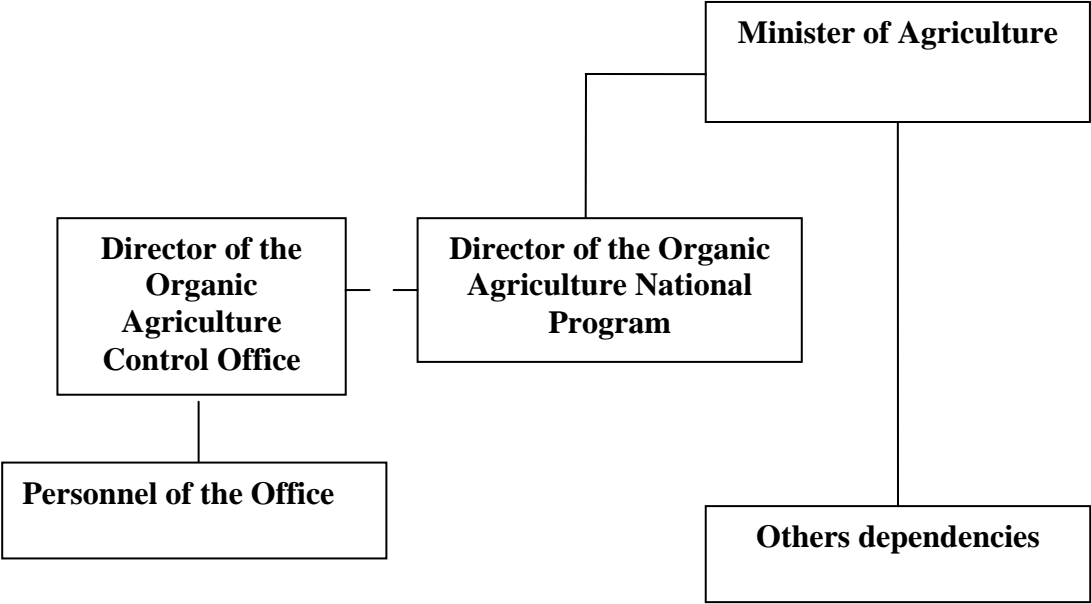 Minister of Agriculture
Director of the
Organic
Agriculture
Control Office
Director of the Organic
Agriculture National
Program
Personnel of the Office
Others dependencies